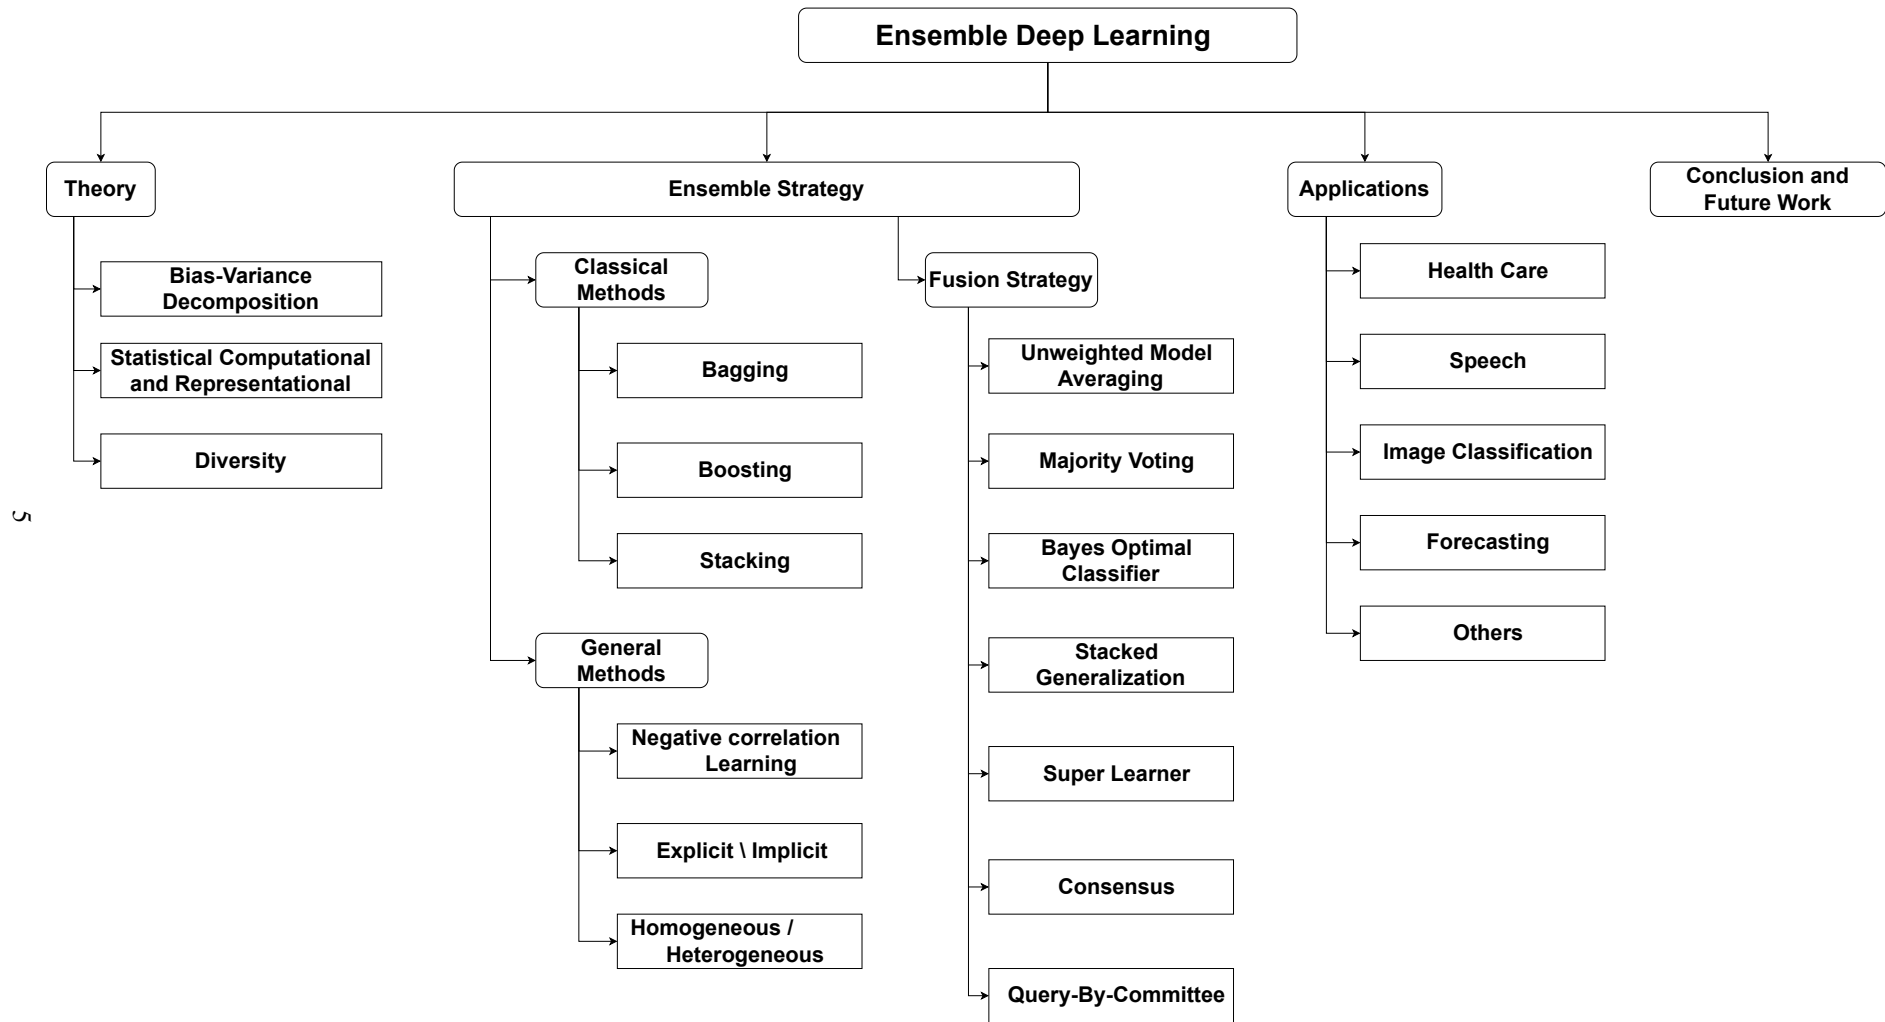 Ensemble Deep Learning
Theory
Bias-Variance
Decomposition
Statistical Computational
and Representational
Diversity
Ensemble Strategy
Classical
Methods
Bagging
Boosting
Stacking
General
Methods
Negative correlation
Learning
Explicit \ Implicit
Homogeneous /
Heterogeneous
Fusion Strategy
Unweighted Model
Averaging
Majority Voting
Bayes Optimal
Classifier
Stacked
Generalization
Super Learner
Consensus
Query-By-Committee
Applications
Health Care
Speech
Image Classification
Forecasting
Others
Conclusion and
Future Work
5